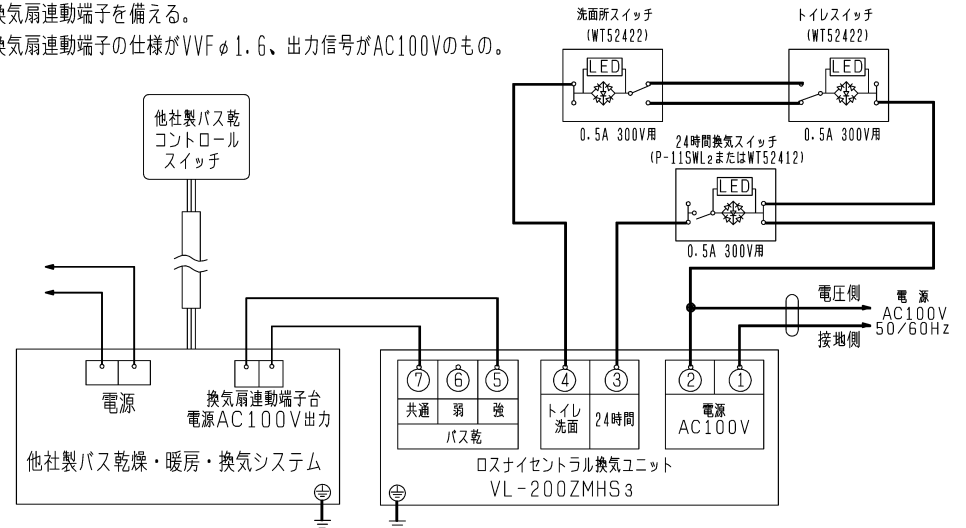 換気扇連動端子を備える。
換気扇連動端子の仕様がVVFφ1.6、出力信号がAC100Vのもの。
洗面所スイッチ
(WT52422)
トイレスイッチ
(WT52422)
LED
LED
0.5A 300V用
0.5A 300V用
24時間換気スイッチ
(P-11SWL₂またはWT52412)
LED
0.5A 300V用
他社製バス乾
コントロール
スイッチ
電圧側
接地側
電 源
AC100V
50/60Hz
電源
換気扇連動端子台
電源AC100V出力
他社製バス乾燥・暖房・換気システム
⑦ ⑥ ⑤
共通 弱 強
バス乾
④ ③
トイレ
洗面
24時間
② ①
電源
AC100V
ロスナイセントラル換気ユニット
VL-200ZMHS₃